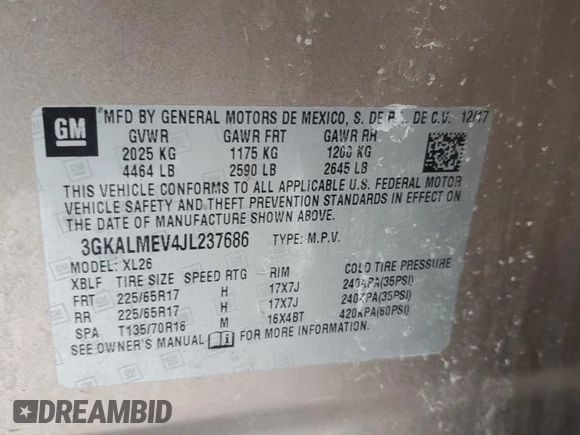 GM
MFD BY GENERAL MOTORS DE MEXICO, S. DE R.L. DE C.V. 12/17
GVWR GAWR FRT GAWR RR
2025 KG 1175 KG 1200 KG
4464 LB 2590 LB 2645 LB
THIS VEHICLE CONFORMS TO ALL APPLICABLE U.S. FEDERAL MOTOR
VEHICLE SAFETY AND THEFT PREVENTION STANDARDS IN EFFECT ON
THE DATE OF MANUFACTURE SHOWN ABOVE.
3GKALMEV4JL237686 TYPE: M.P.V.
MODEL: XL26
XBLF TIRE SIZE SPEED RTG RIM COLD TIRE PRESSURE
FRT 225/65R17 H 17X7J 240KPA(35PSI)
RR 225/65R17 H 17X7J 240KPA(35PSI)
SPA T135/70R16 M 16X4BT 420KPA(60PSI)
SEE OWNER'S MANUAL FOR MORE INFORMATION.
DREAMBID